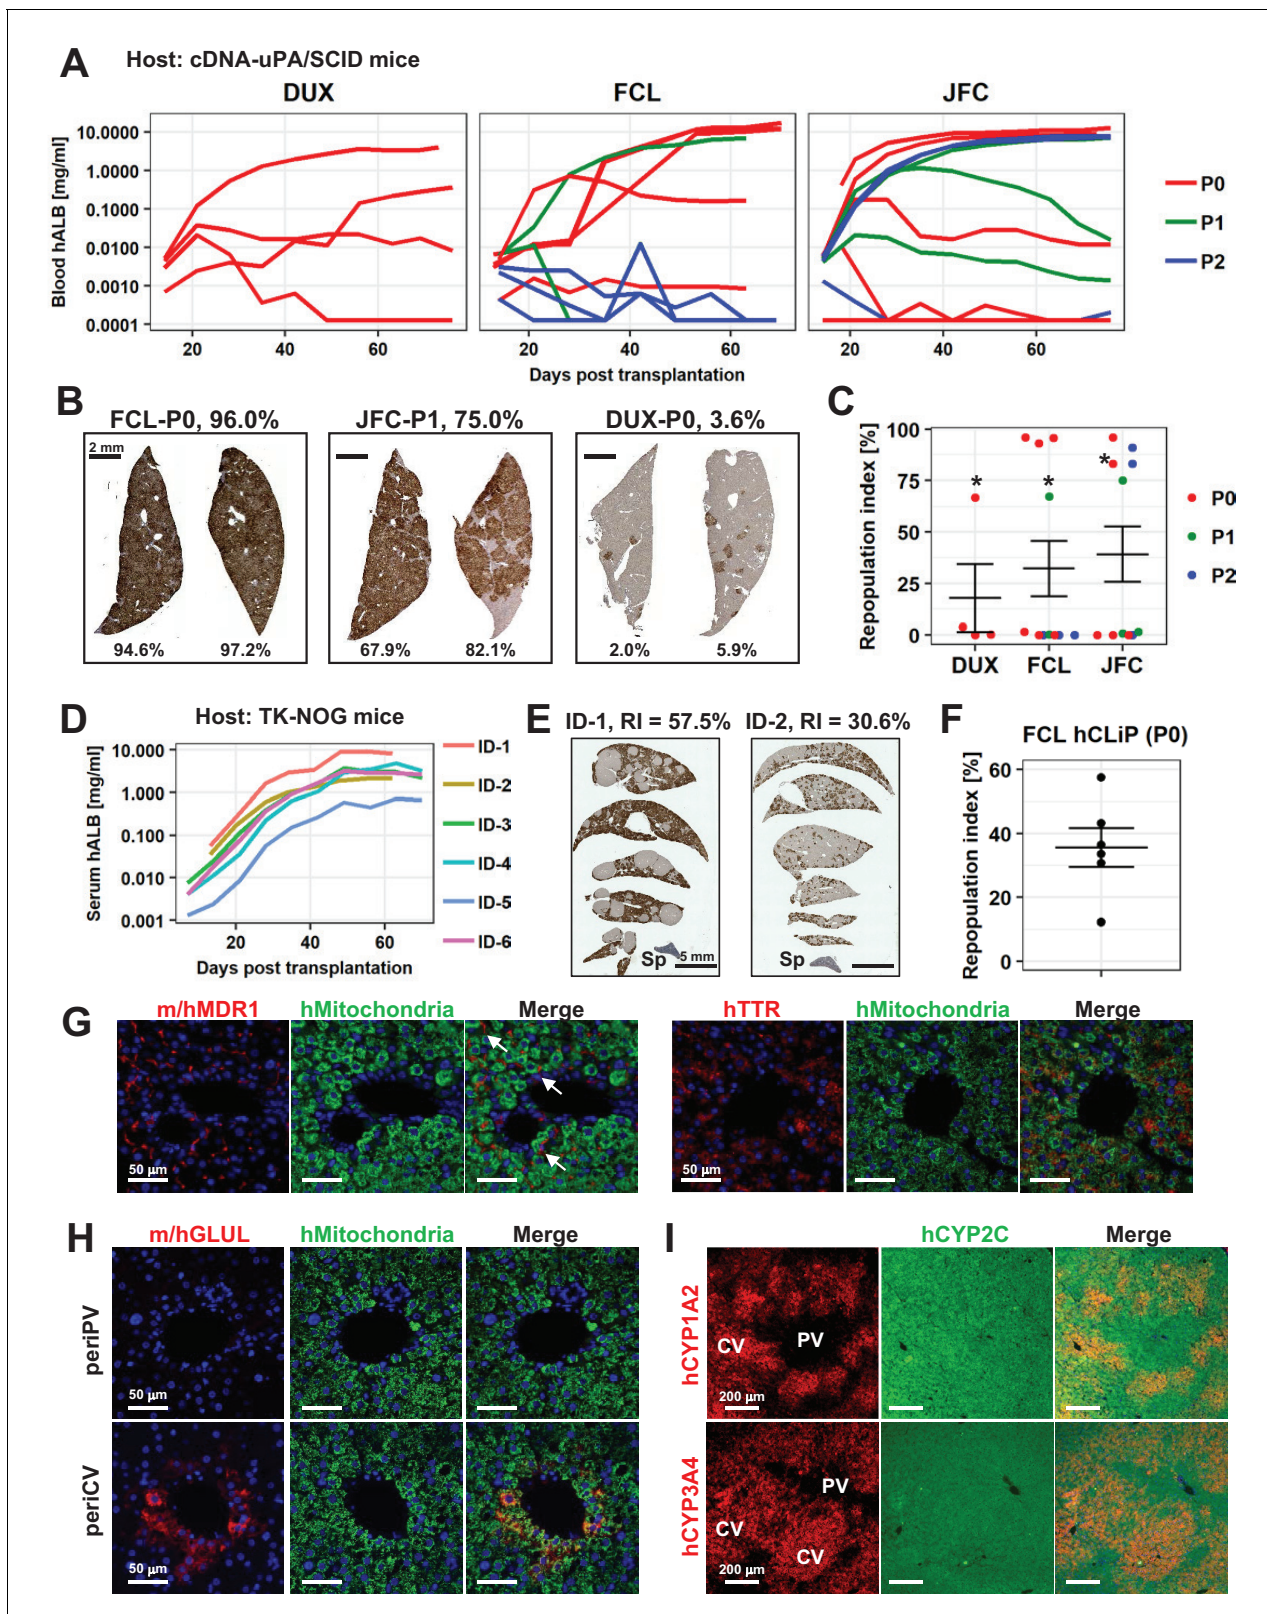 A
Host: cDNA-uPA/SCID mice
DUX FCL JFC
Blood hALB [mg/ml]
10.0000
1.0000
0.1000
0.0100
0.0010
0.0001
20 40 60 20 40 60 20 40 60
Days post transplantation
P0
P1
P2
B
FCL-P0, 96.0% JFC-P1, 75.0% DUX-P0, 3.6%
2 mm
94.6% 97.2% 67.9% 82.1% 2.0% 5.9%
C
Repopulation index [%]
100
75
50
25
0
* * *
DUX FCL JFC
P0
P1
P2
D
Host: TK-NOG mice
Serum hALB [mg/ml]
10.000
1.000
0.100
0.010
0.001
20 40 60
Days post transplantation
ID-1
ID-2
ID-3
ID-4
ID-5
ID-6
E
ID-1, RI = 57.5% ID-2, RI = 30.6%
Sp 5 mm Sp
F
FCL hCLiP (P0)
Repopulation index [%]
60
40
20
0
G
m/hMDR1 hMitochondria Merge hTTR hMitochondria Merge
50 µm 50 µm
H
m/hGLUL hMitochondria Merge
periPV
50 µm
periCV
50 µm
I
hCYP2C Merge
hCYP1A2
CV PV
200 µm
hCYP3A4
PV
CV
CV
200 µm